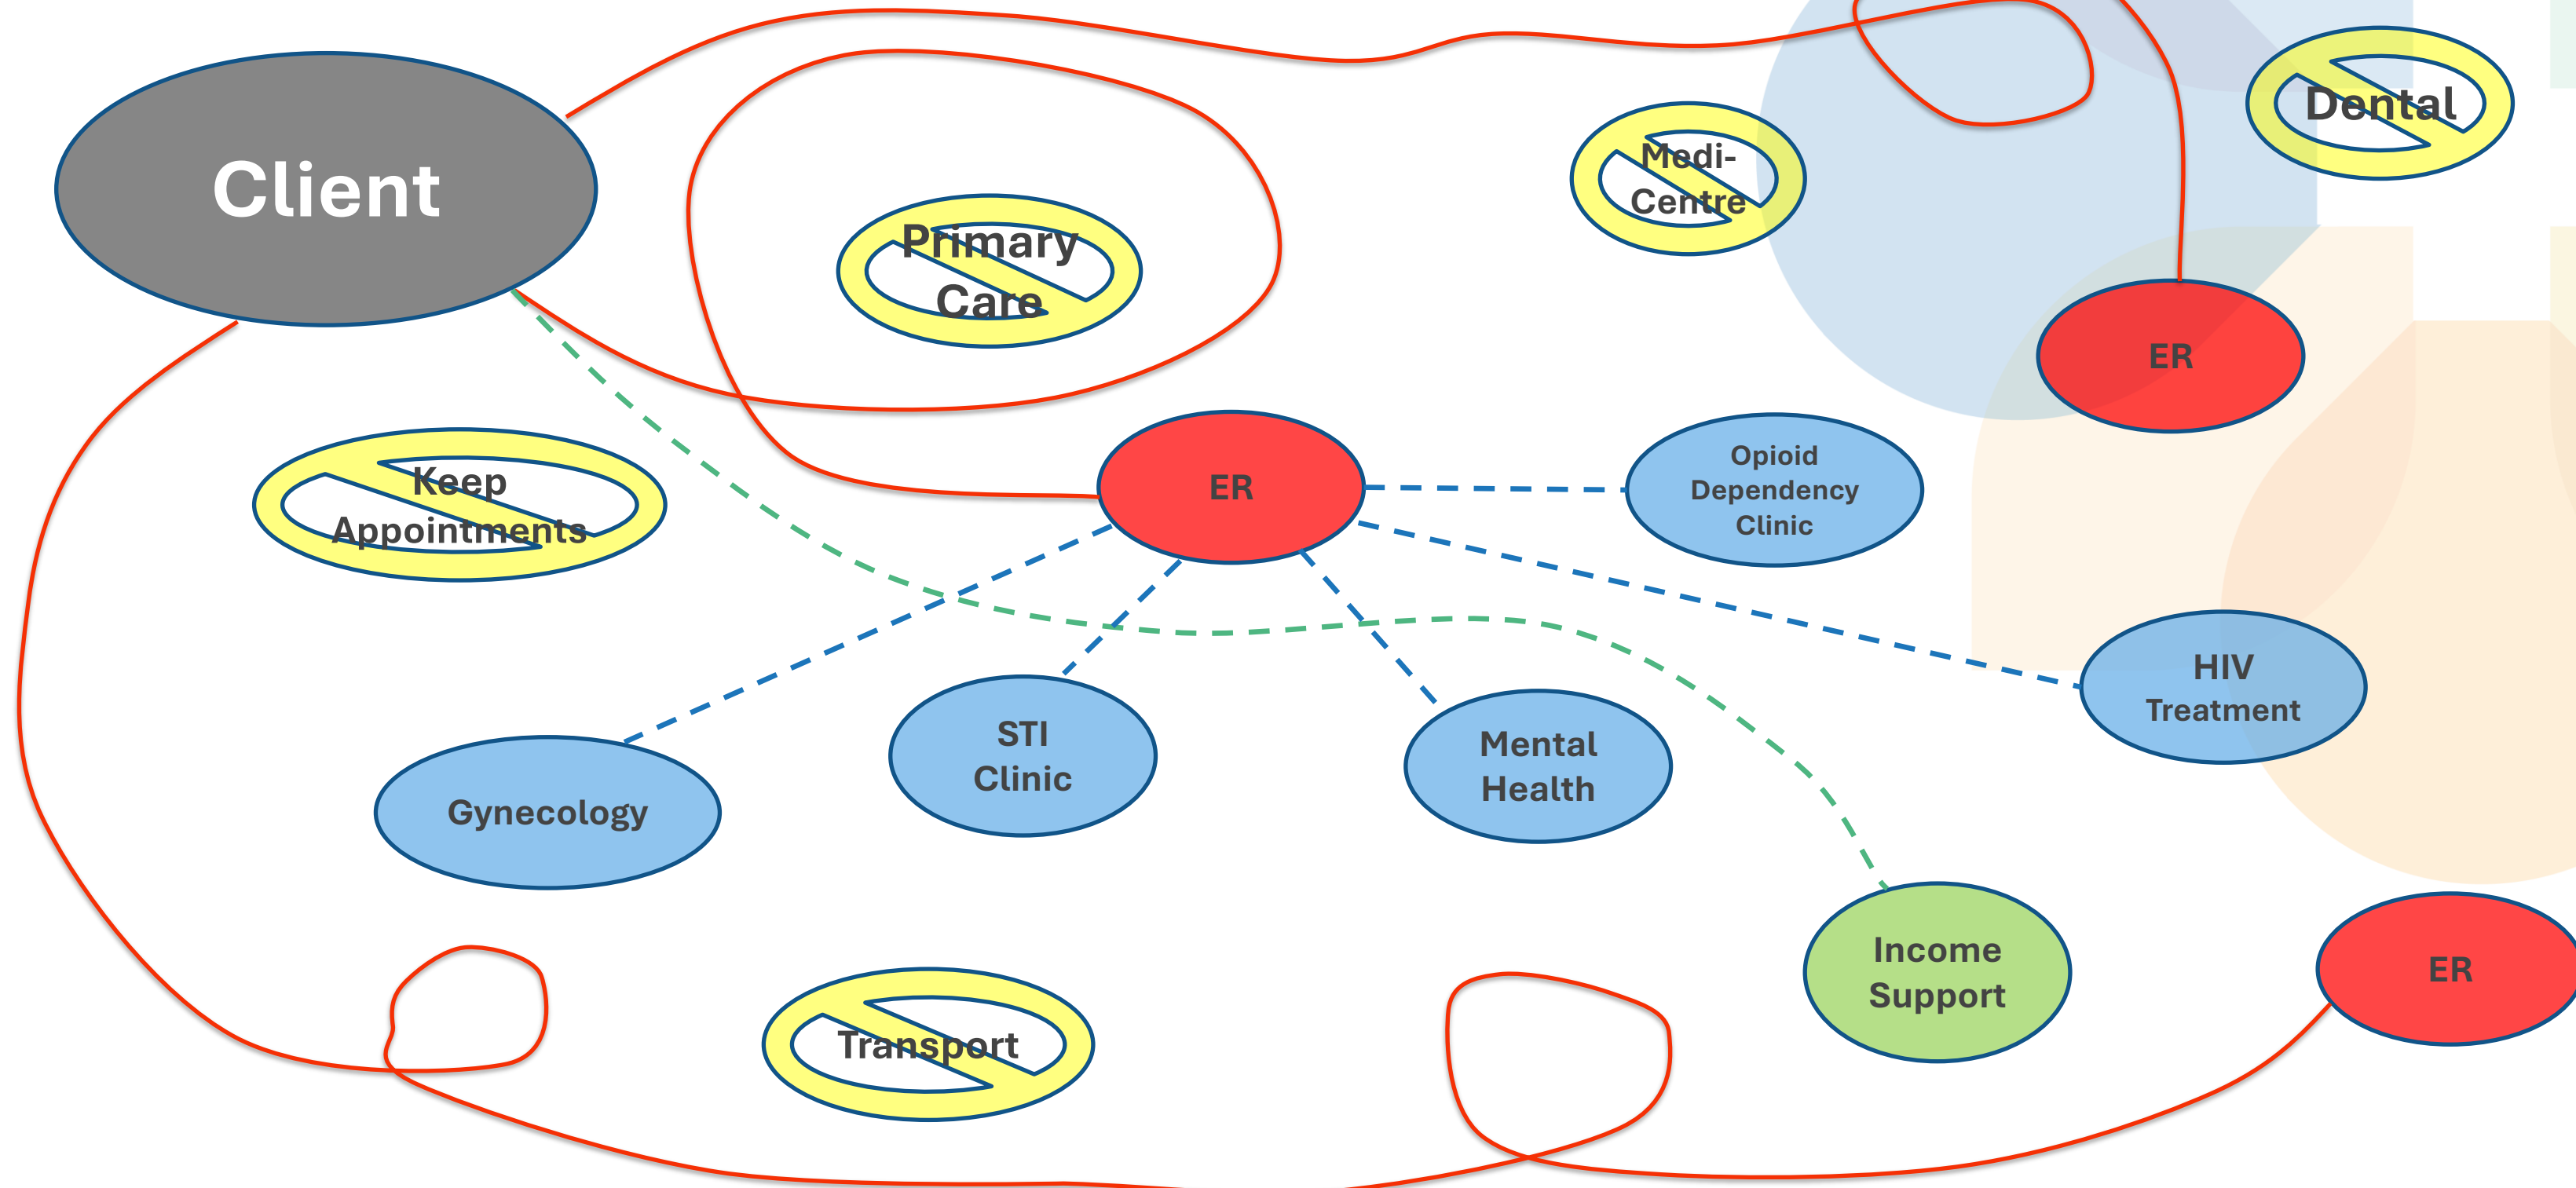 Client
Dental
Medi-
Centre
Primary
Care
ER
Keep
Appointments
ER
Opioid
Dependency
Clinic
HIV
Treatment
STI
Clinic
Mental
Health
Gynecology
Income
Support
ER
Transport